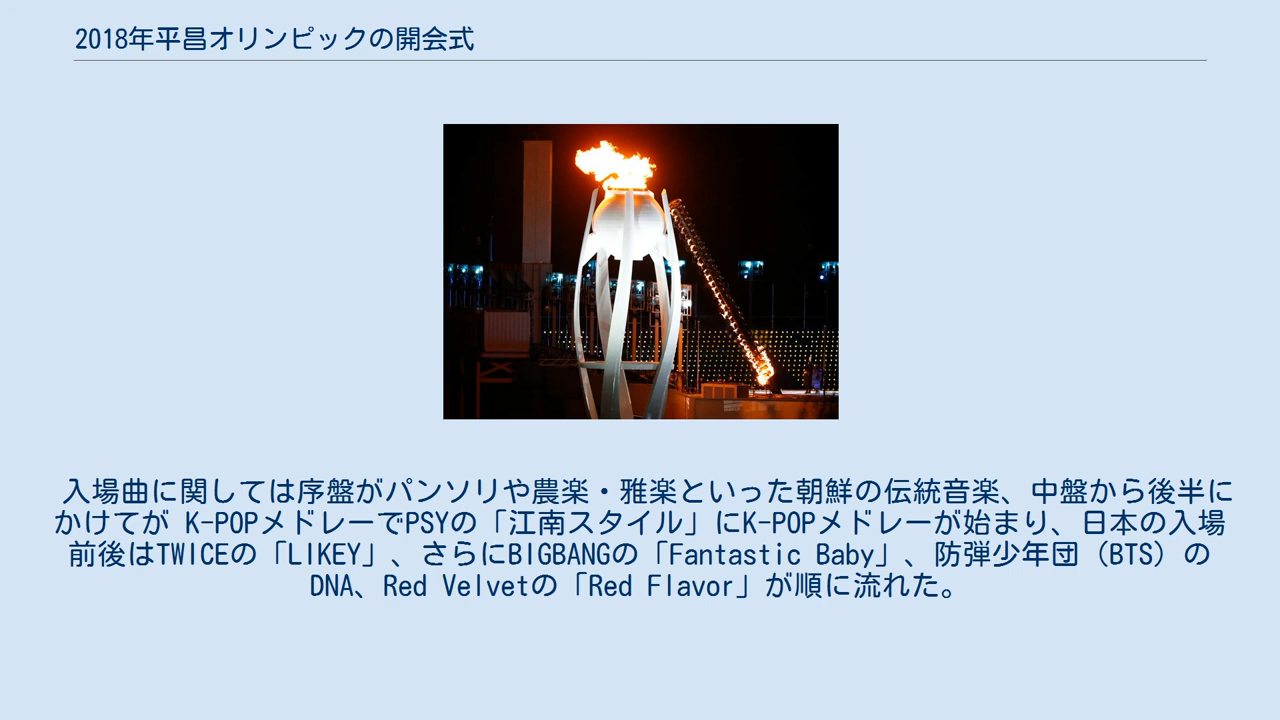 2018年平昌オリンピックの開会式
入場曲に関しては序盤がパンソリや農楽・雅楽といった朝鮮の伝統音楽、中盤から後半に
かけてが K-POPメドレーでPSYの「江南スタイル」にK-POPメドレーが始まり、日本の入場
前後はTWICEの「LIKEY」、さらにBIGBANGの「Fantastic Baby」、防弾少年団（BTS）の
DNA、Red Velvetの「Red Flavor」が順に流れた。